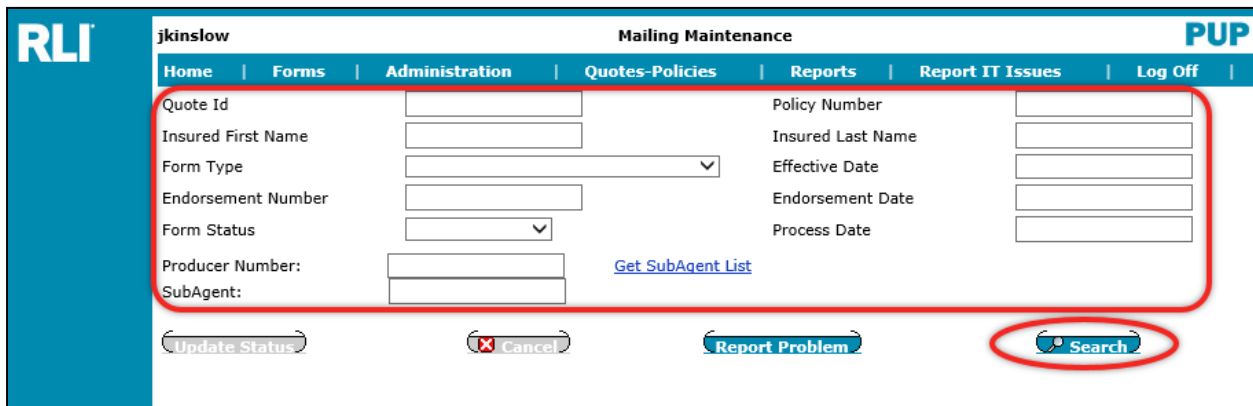 RLI
jkinslow Mailing Maintenance PUP
Home | Forms | Administration | Quotes-Policies | Reports | Report IT Issues | Log Off |
Quote Id Policy Number
Insured First Name Insured Last Name
Form Type Effective Date
Endorsement Number Endorsement Date
Form Status Process Date
Producer Number: Get SubAgent List
SubAgent:
Update Status Cancel Report Problem Search